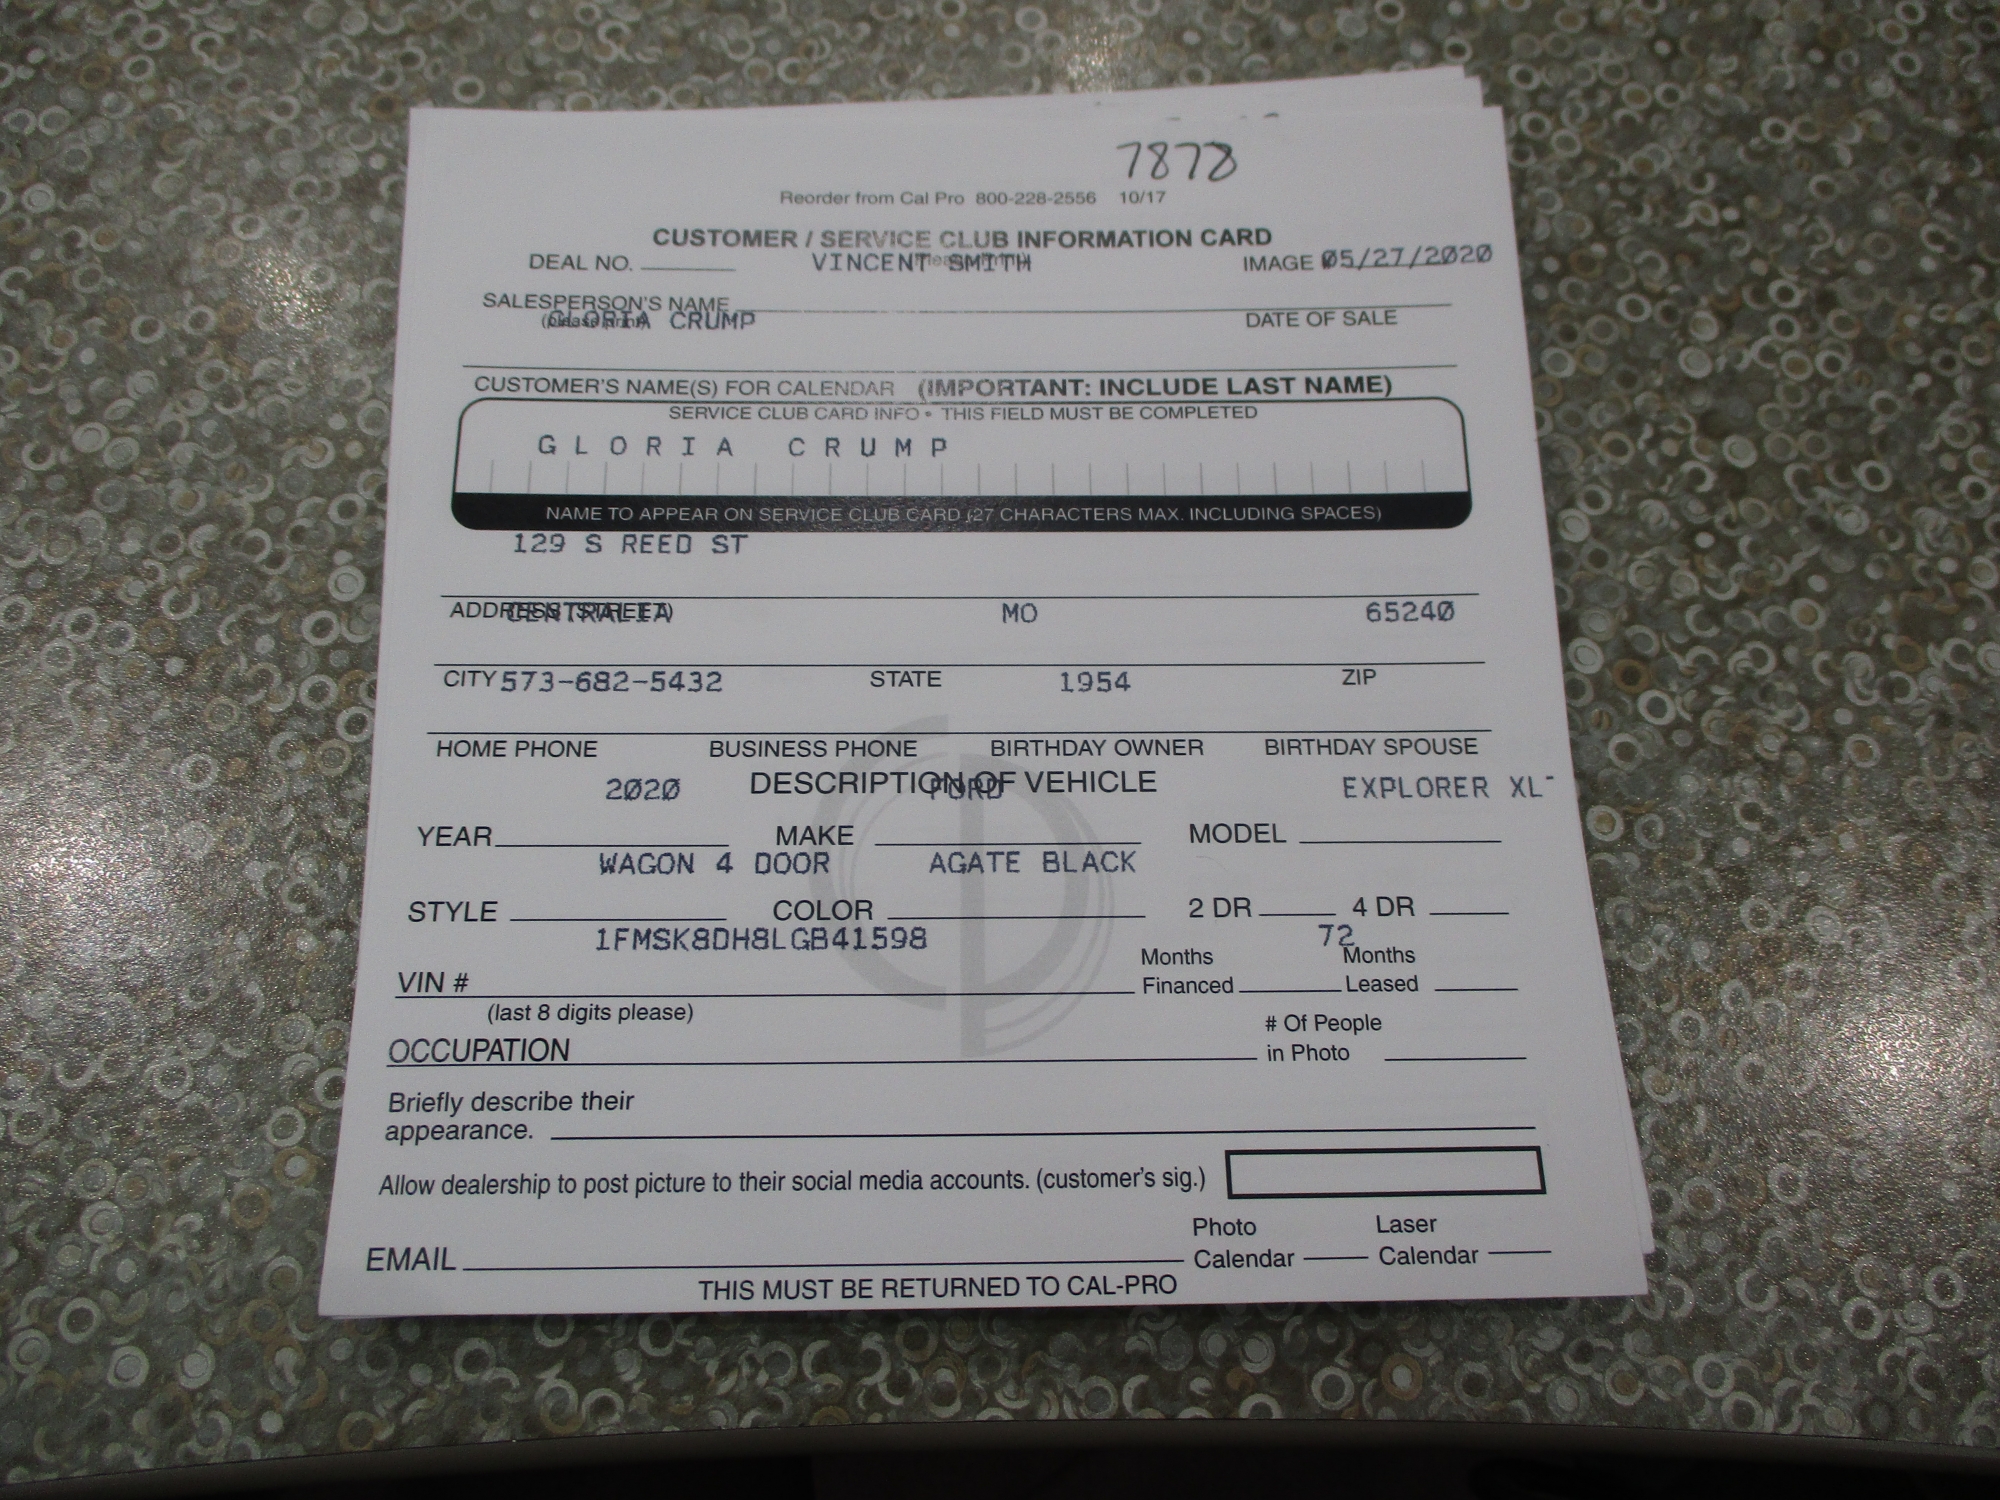 7878
Reorder from Cal Pro 800-228-2556 10/17
CUSTOMER / SERVICE CLUB INFORMATION CARD
DEAL NO. VINCENT SMITH IMAGE 05/27/2020
SALESPERSON'S NAME
(please print) GLORIA CRUMP DATE OF SALE
CUSTOMER'S NAME(S) FOR CALENDAR (IMPORTANT: INCLUDE LAST NAME)
SERVICE CLUB CARD INFO • THIS FIELD MUST BE COMPLETED
GLORIA CRUMP
NAME TO APPEAR ON SERVICE CLUB CARD (27 CHARACTERS MAX. INCLUDING SPACES)
129 S REED ST
ADDRESS (STREET) CENTRALIA MO 65240
CITY 573-682-5432 STATE 1954 ZIP
HOME PHONE BUSINESS PHONE BIRTHDAY OWNER BIRTHDAY SPOUSE
2020 DESCRIPTION OF VEHICLE FORD EXPLORER XL
YEAR MAKE MODEL
WAGON 4 DOOR AGATE BLACK
STYLE COLOR 2 DR 4 DR
1FMSK8DH8LGB41598 72
Months Months
VIN # Financed Leased
(last 8 digits please)
# Of People
OCCUPATION in Photo
Briefly describe their
appearance.
Allow dealership to post picture to their social media accounts. (customer's sig.)
Photo Laser
EMAIL Calendar Calendar
THIS MUST BE RETURNED TO CAL-PRO